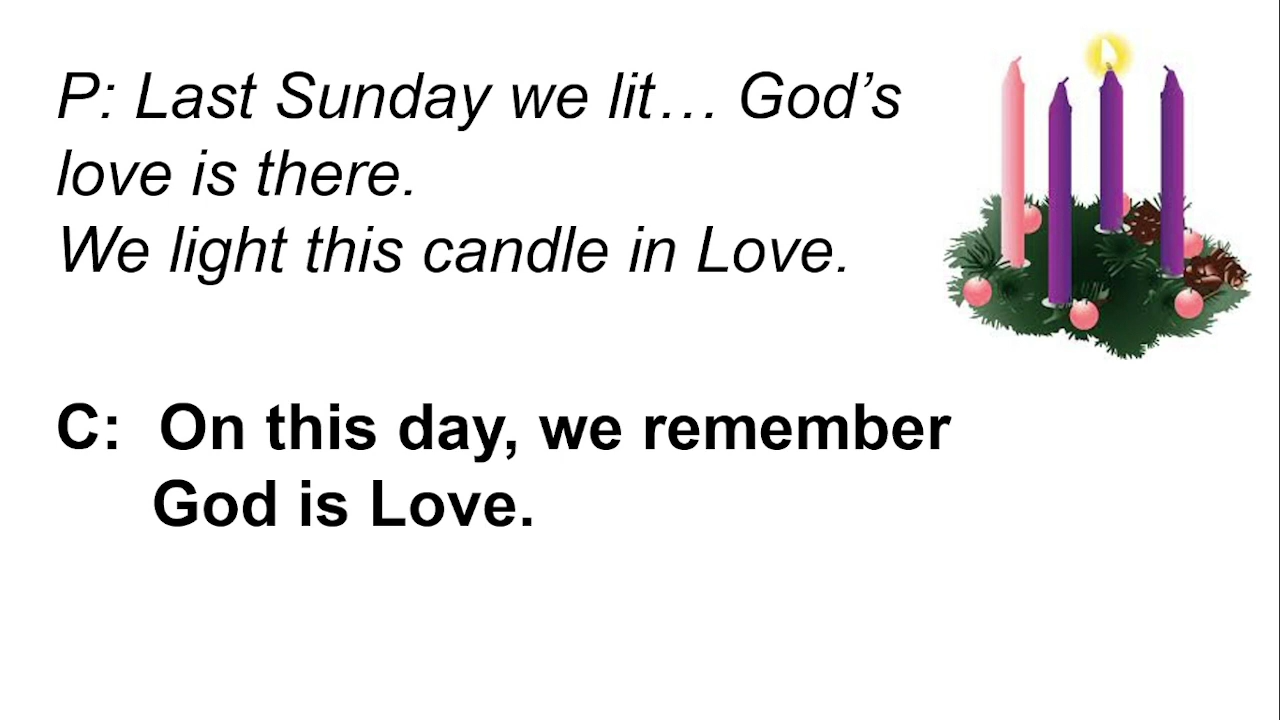 P: Last Sunday we lit… God’s
love is there.
We light this candle in Love.
C: On this day, we remember
God is Love.